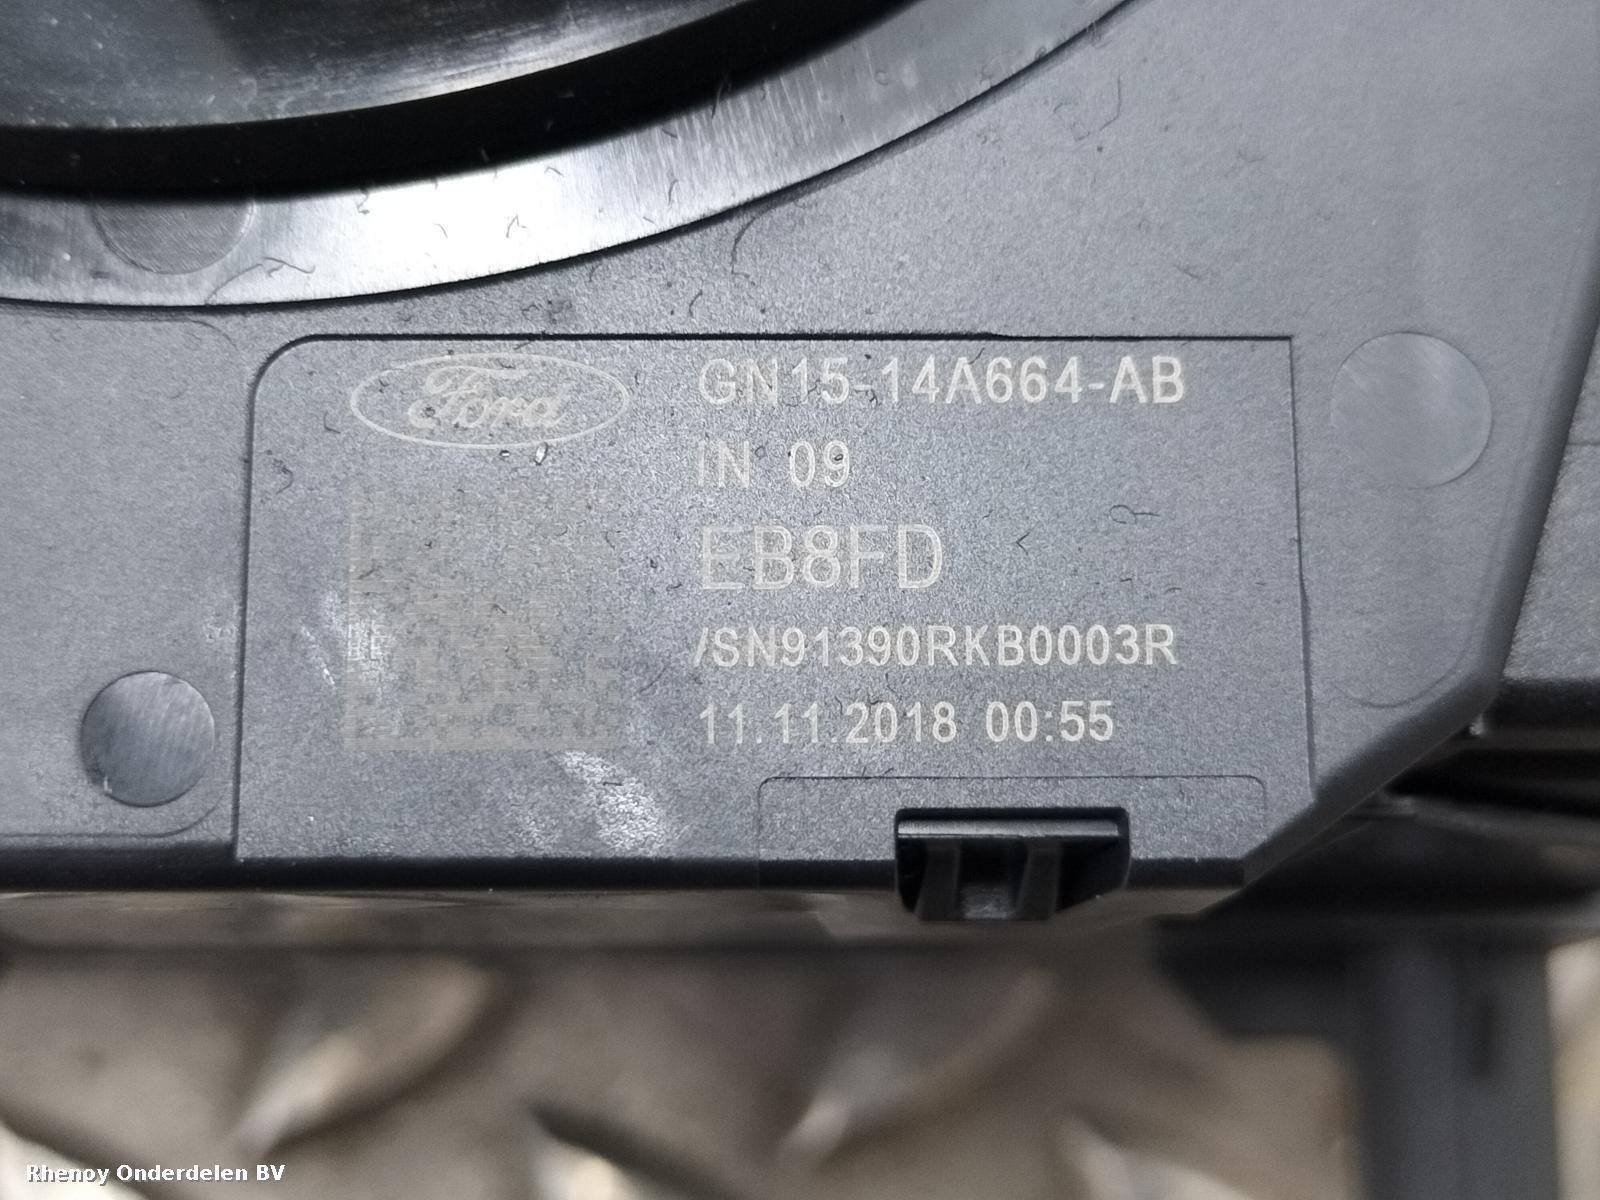 Ford
GN15-14A664-AB
IN 09
EB8FD
/SN91390RKB0003R
11.11.2018 00:55
Rhenoy Onderdelen BV